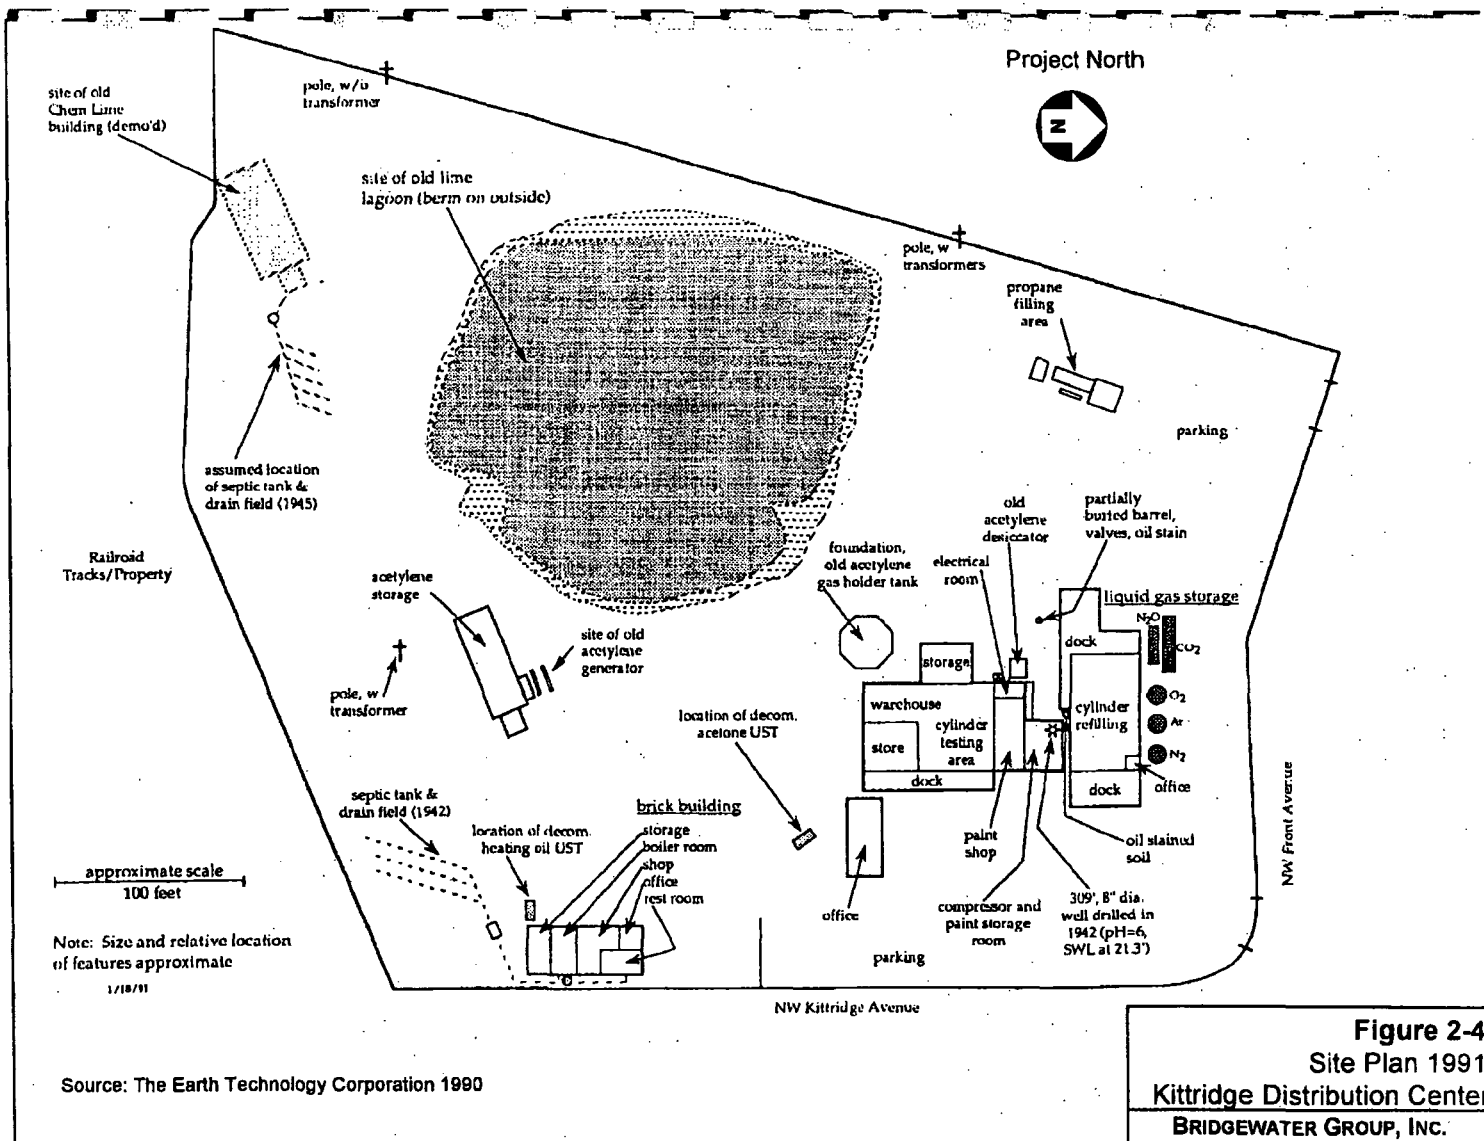 Project North
N
site of old
Chem Lime
building (demo'd)
pole, w/o
transformer
site of old lime
lagoon (berm on outside)
pole, w
transformers
propane
filling
area
parking
assumed location
of septic tank &
drain field (1945)
Railroad
Tracks/Property
acetylene
storage
site of old
acetylene
generator
pole, w
transformer
foundation,
old acetylene
gas holder tank
electrical
room
old
acetylene
desiccator
partially
buried barrel,
valves, oil stain
liquid gas storage
N2O
CO2
O2
Ar
N2
dock
storage
warehouse
store
cylinder
testing
area
dock
cylinder
refilling
dock
office
location of decom.
acetone UST
septic tank &
drain field (1942)
location of decom.
heating oil UST
brick building
storage
boiler room
shop
office
rest room
office
paint
shop
compressor and
paint storage
room
309', 8" dia.
well drilled in
1942 (pH=6,
SWL at 21.3')
oil stained
soil
parking
NW Front Avenue
NW Kittridge Avenue
approximate scale
100 feet
Note: Size and relative location
of features approximate
1/18/91
Source: The Earth Technology Corporation 1990
Figure 2-4
Site Plan 1991
Kittridge Distribution Center
BRIDGEWATER GROUP, INC.